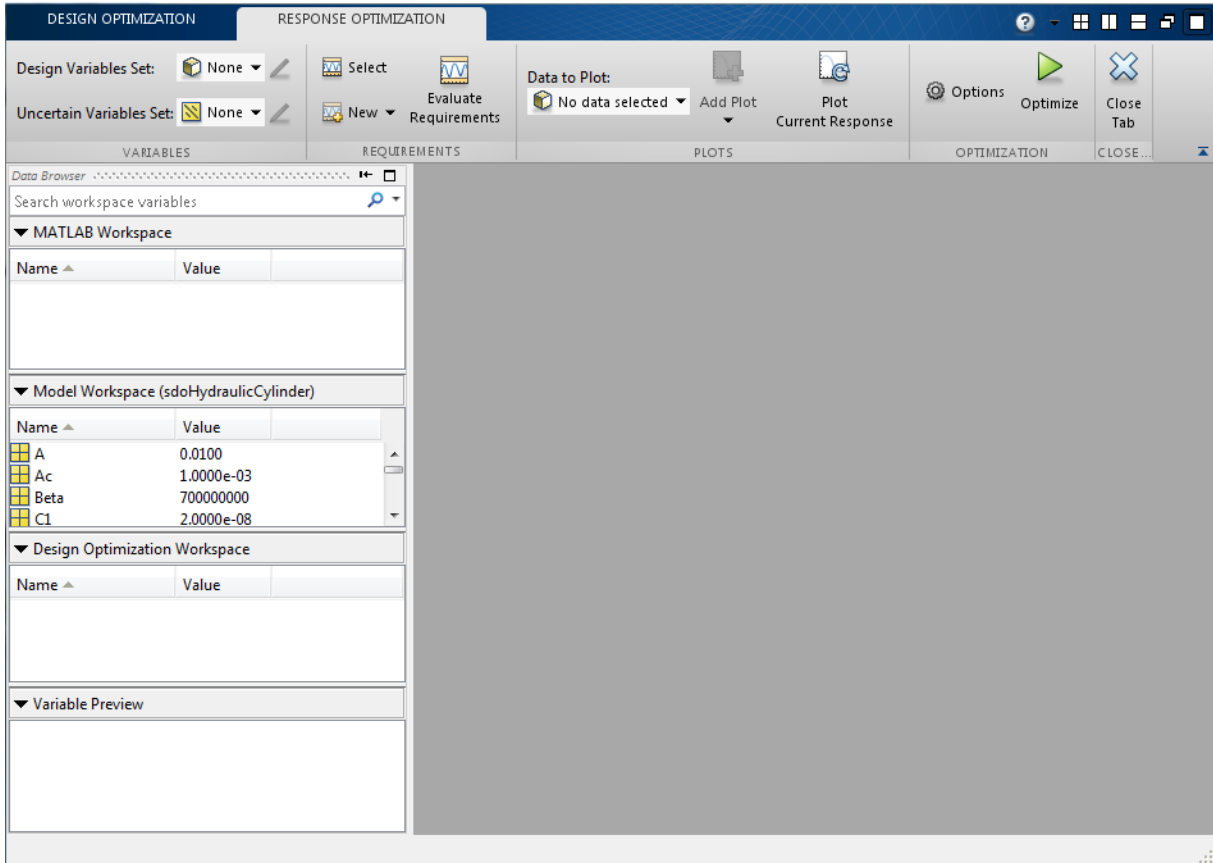 DESIGN OPTIMIZATION
RESPONSE OPTIMIZATION
?
Design Variables Set:
None
Uncertain Variables Set:
None
VARIABLES
Select
New
Evaluate
Requirements
REQUIREMENTS
Data to Plot:
No data selected
Add Plot
Plot
Current Response
PLOTS
Options
Optimize
OPTIMIZATION
Close
Tab
CLOSE...
Data Browser
Search workspace variables
MATLAB Workspace
Name Value
Model Workspace (sdoHydraulicCylinder)
Name Value
A 0.0100
Ac 1.0000e-03
Beta 700000000
C1 2.0000e-08
Design Optimization Workspace
Name Value
Variable Preview